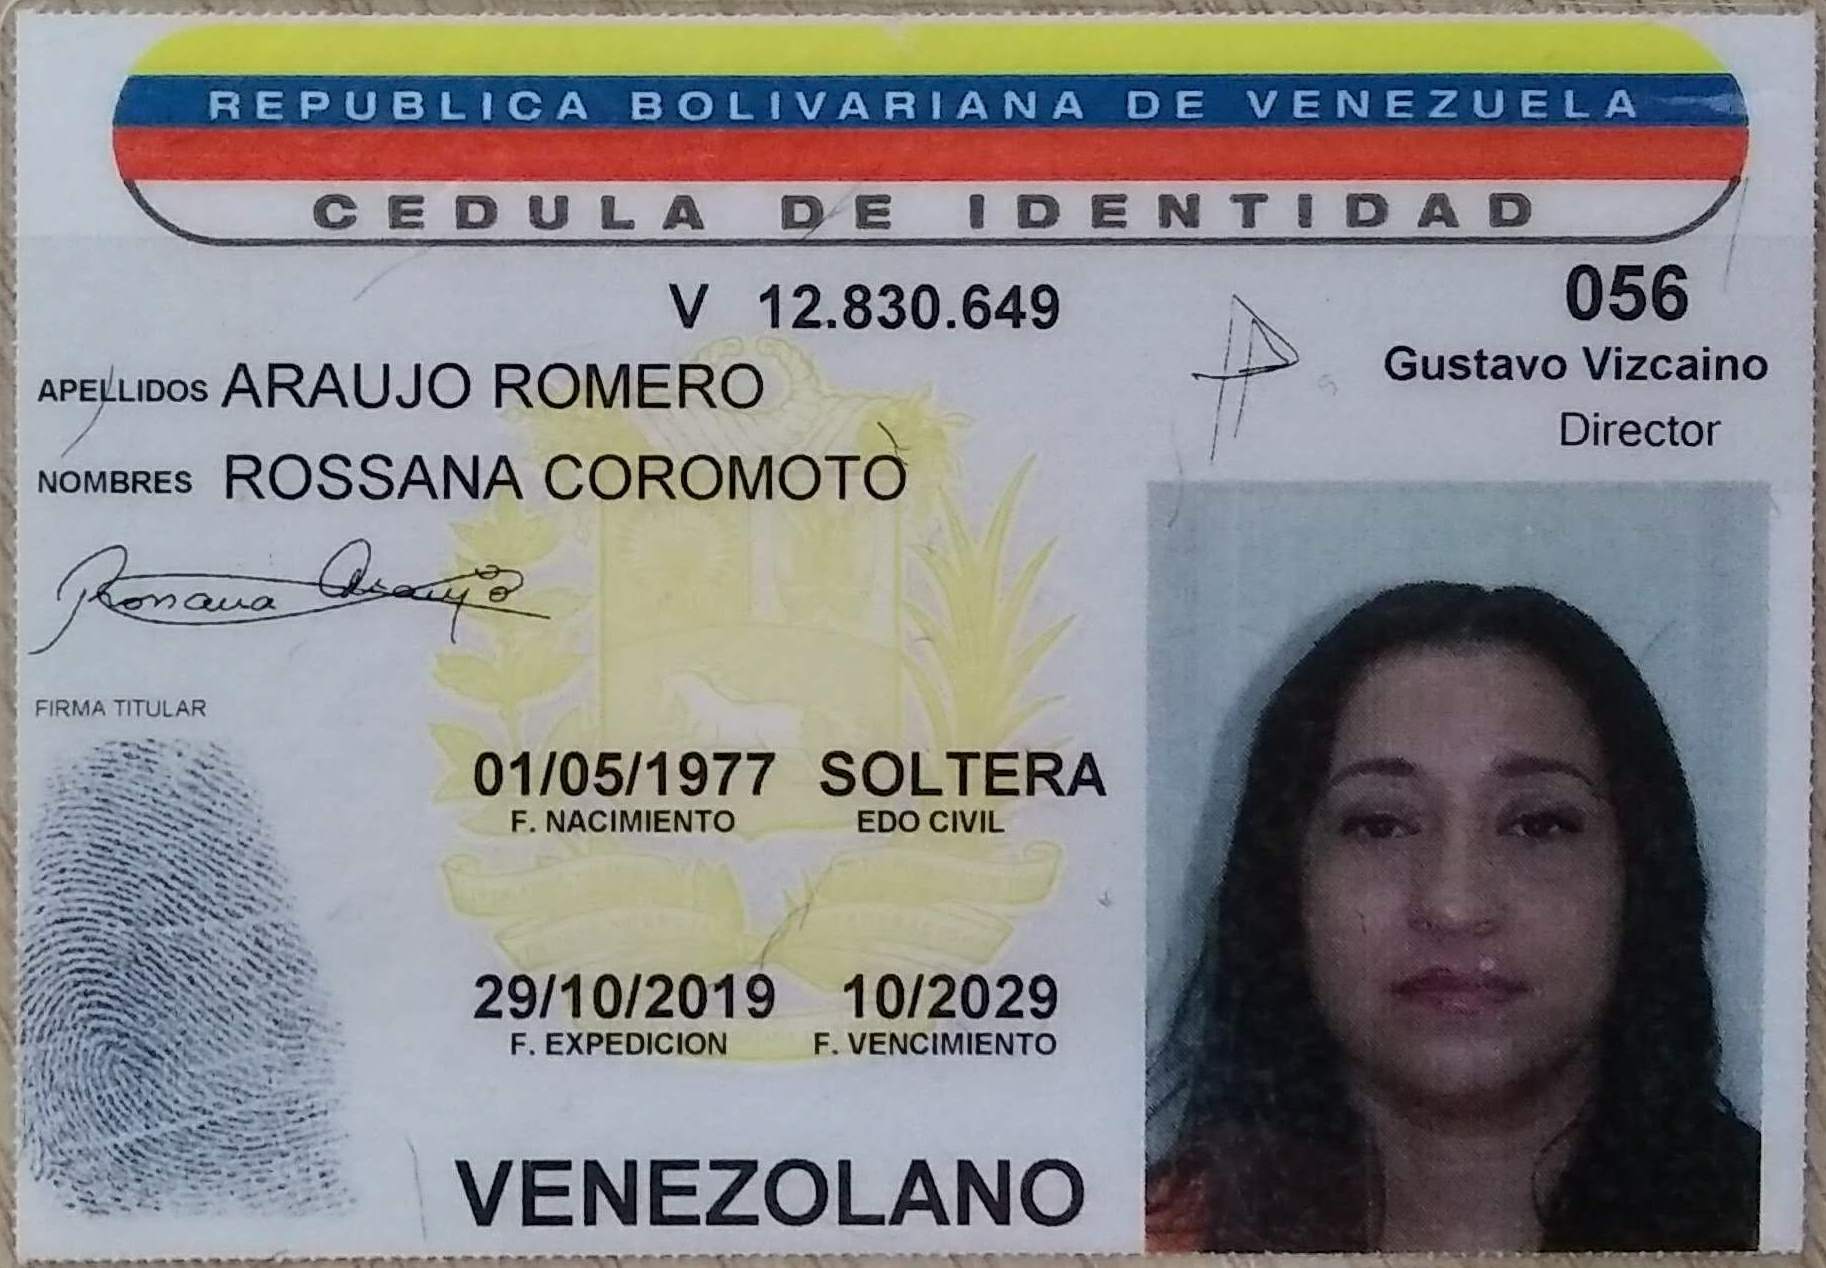 REPUBLICA BOLIVARIANA DE VENEZUELA
CEDULA DE IDENTIDAD
V 12.830.649
056
Gustavo Vizcaino
Director
APELLIDOS ARAUJO ROMERO
NOMBRES ROSSANA COROMOTO
Rossana Araujo
FIRMA TITULAR
01/05/1977 SOLTERA
F. NACIMIENTO EDO CIVIL
29/10/2019 10/2029
F. EXPEDICION F. VENCIMIENTO
VENEZOLANO